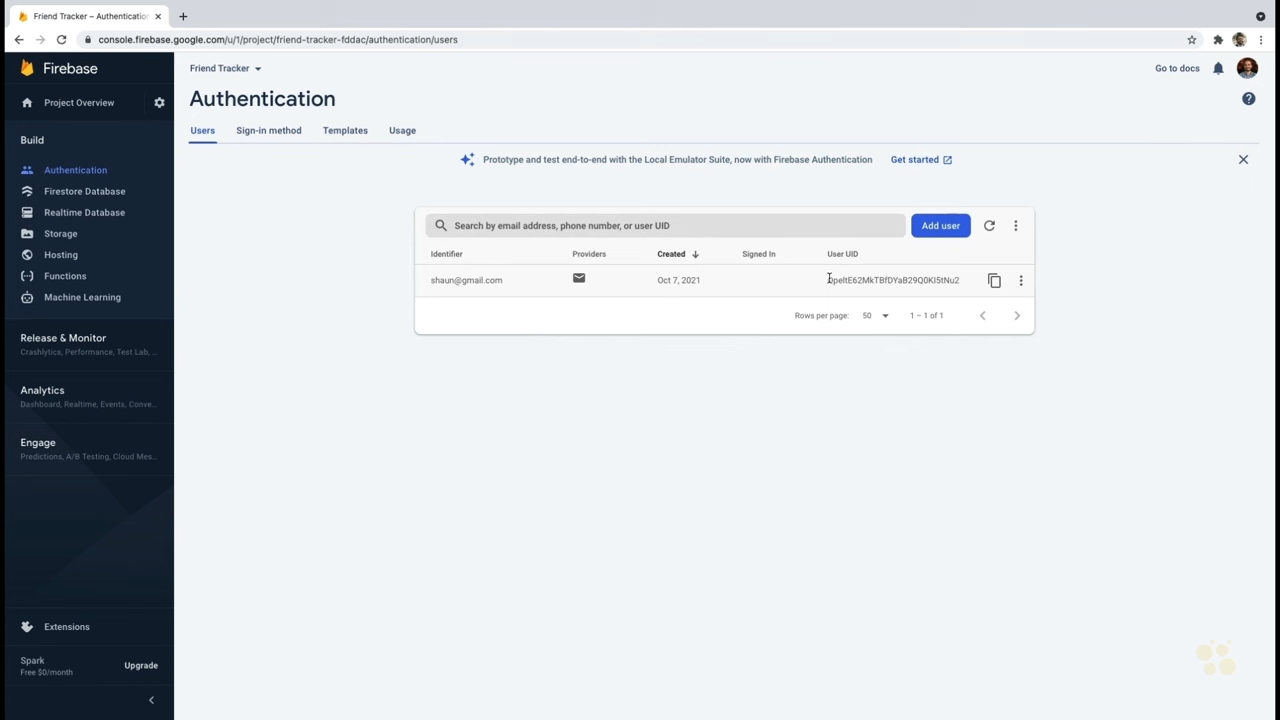 Friend Tracker – Authentication
console.firebase.google.com/u/1/project/friend-tracker-fddac/authentication/users
Firebase
Friend Tracker
Go to docs
Authentication
Project Overview
Users Sign-in method Templates Usage
Build
Prototype and test end-to-end with the Local Emulator Suite, now with Firebase Authentication Get started
Authentication
Firestore Database
Realtime Database
Storage
Hosting
Functions
Machine Learning
Search by email address, phone number, or user UID Add user
Identifier Providers Created Signed In User UID
shaun@gmail.com Oct 7, 2021
Rows per page: 50 1 – 1 of 1
Release & Monitor
Crashlytics, Performance, Test Lab, ...
Analytics
Dashboard, Realtime, Events, Conve...
Engage
Predictions, A/B Testing, Cloud Mes...
Extensions
Spark
Free $0/month
Upgrade